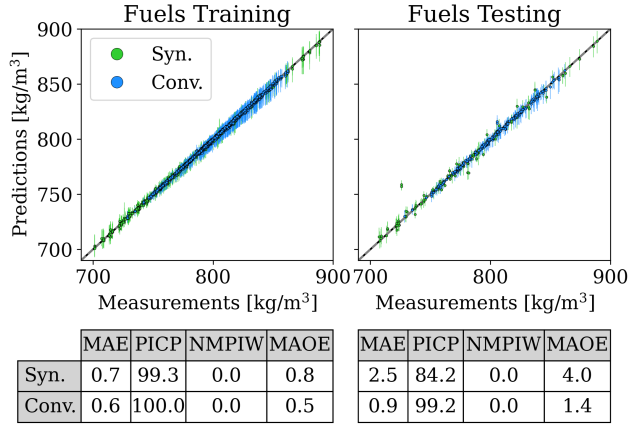 Fuels Training Fuels Testing
Syn.
Conv.
Predictions [kg/m³]
900
850
800
750
700
700 800 900 700 800 900
Measurements [kg/m³] Measurements [kg/m³]
MAE PICP NMPIW MAOE MAE PICP NMPIW MAOE
Syn. 0.7 99.3 0.0 0.8 2.5 84.2 0.0 4.0
Conv. 0.6 100.0 0.0 0.5 0.9 99.2 0.0 1.4